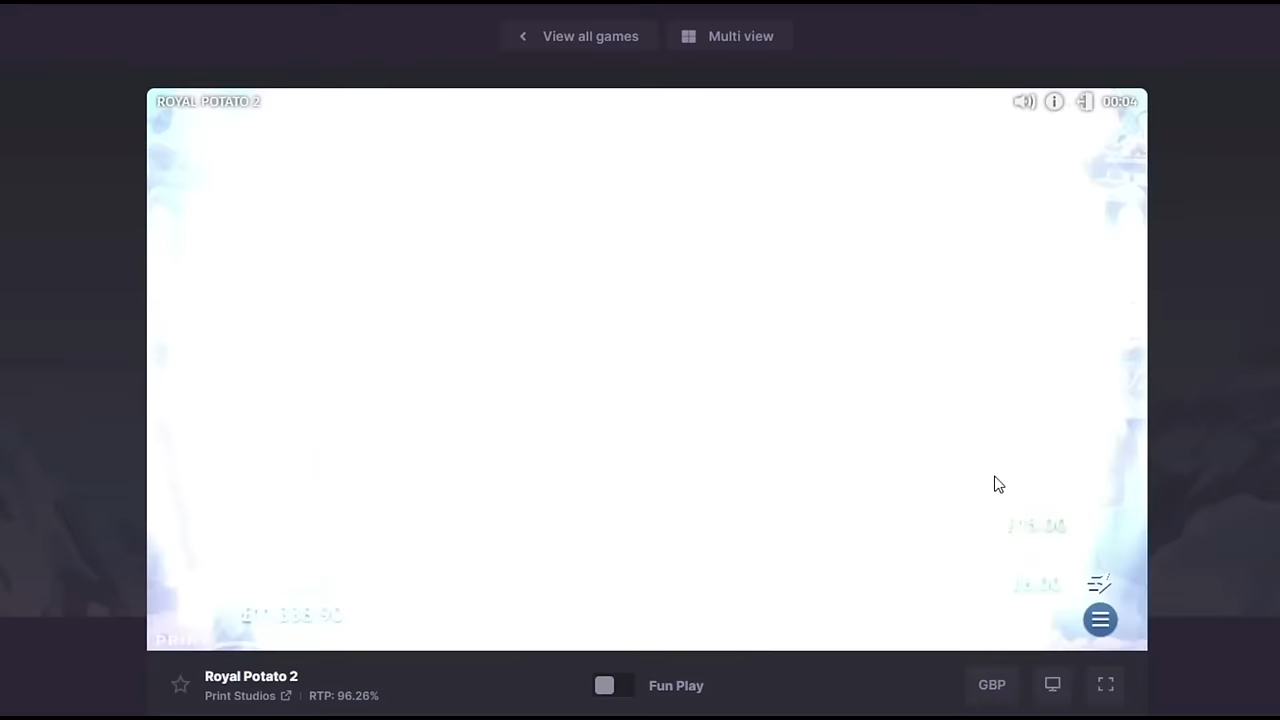 View all games
Multi view
ROYAL POTATO 2
00:04
Royal Potato 2
Print Studios
RTP: 96.26%
Fun Play
GBP